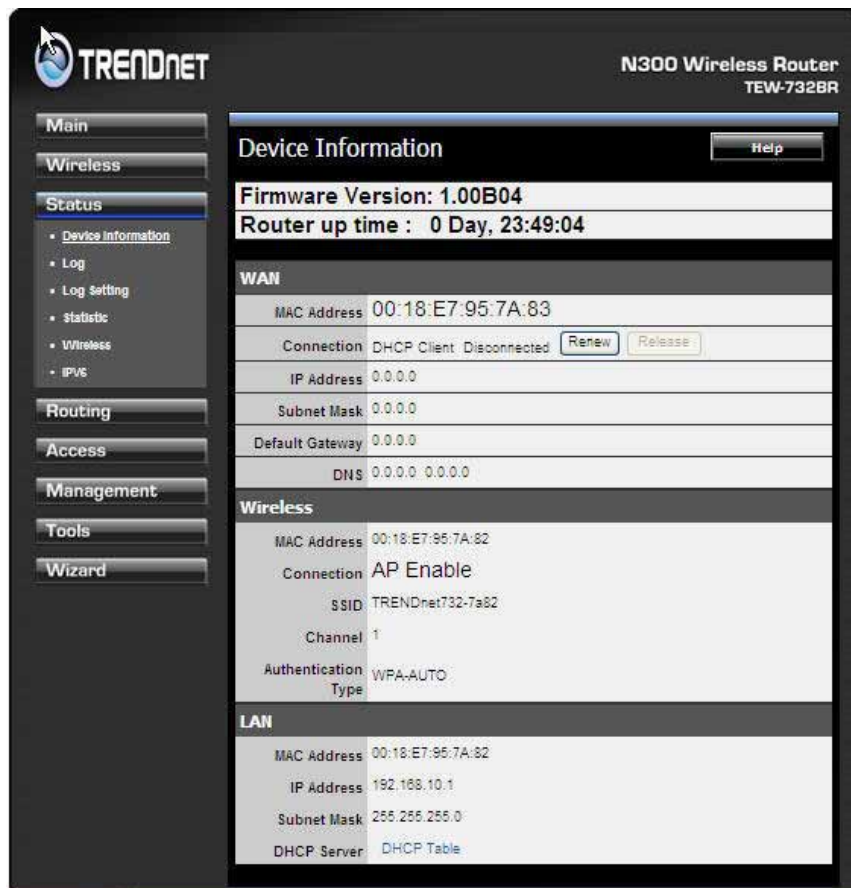 TRENDNET
N300 Wireless Router
TEW-732BR
Main
Wireless
Status
Device Information
Log
Log Setting
Statistic
Wireless
IPV6
Routing
Access
Management
Tools
Wizard
Device Information
Help
Firmware Version: 1.00B04
Router up time : 0 Day, 23:49:04
WAN
MAC Address 00:18:E7:95:7A:83
Connection DHCP Client Disconnected Renew Release
IP Address 0.0.0.0
Subnet Mask 0.0.0.0
Default Gateway 0.0.0.0
DNS 0.0.0.0 0.0.0.0
Wireless
MAC Address 00:18:E7:95:7A:82
Connection AP Enable
SSID TRENDnet732-7a82
Channel 1
Authentication
Type WPA-AUTO
LAN
MAC Address 00:18:E7:95:7A:82
IP Address 192.168.10.1
Subnet Mask 255.255.255.0
DHCP Server DHCP Table